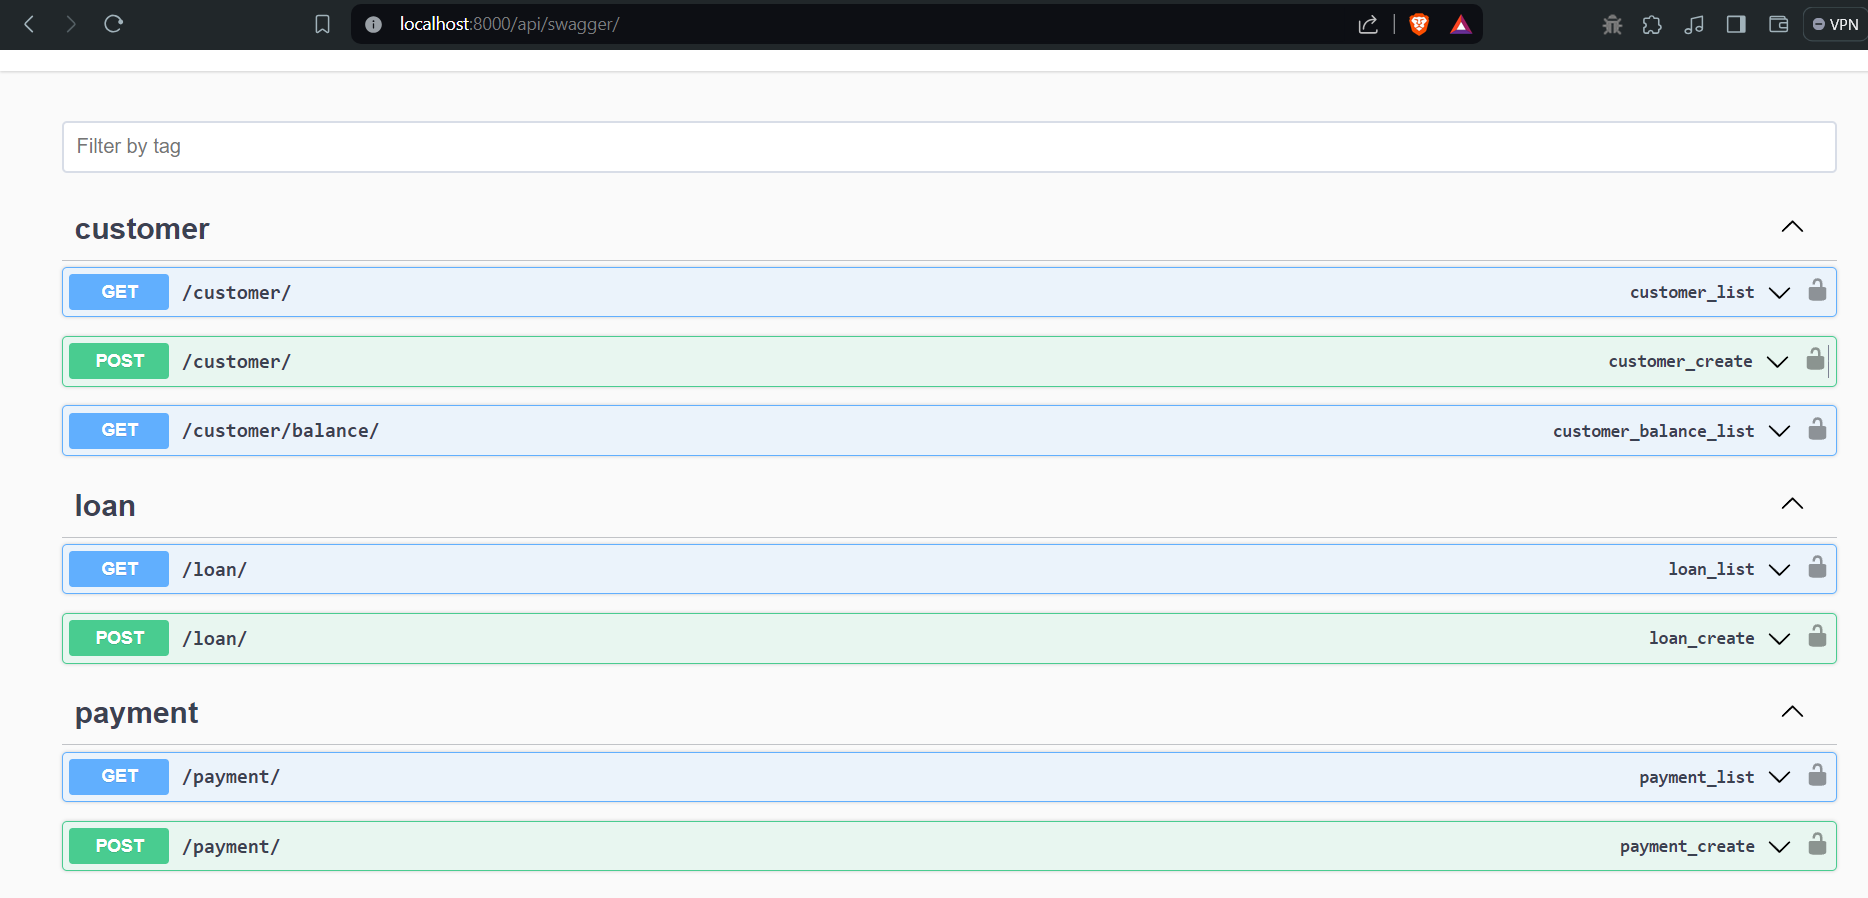 localhost:8000/api/swagger/
VPN
Filter by tag
customer
GET /customer/ customer_list
POST /customer/ customer_create
GET /customer/balance/ customer_balance_list
loan
GET /loan/ loan_list
POST /loan/ loan_create
payment
GET /payment/ payment_list
POST /payment/ payment_create